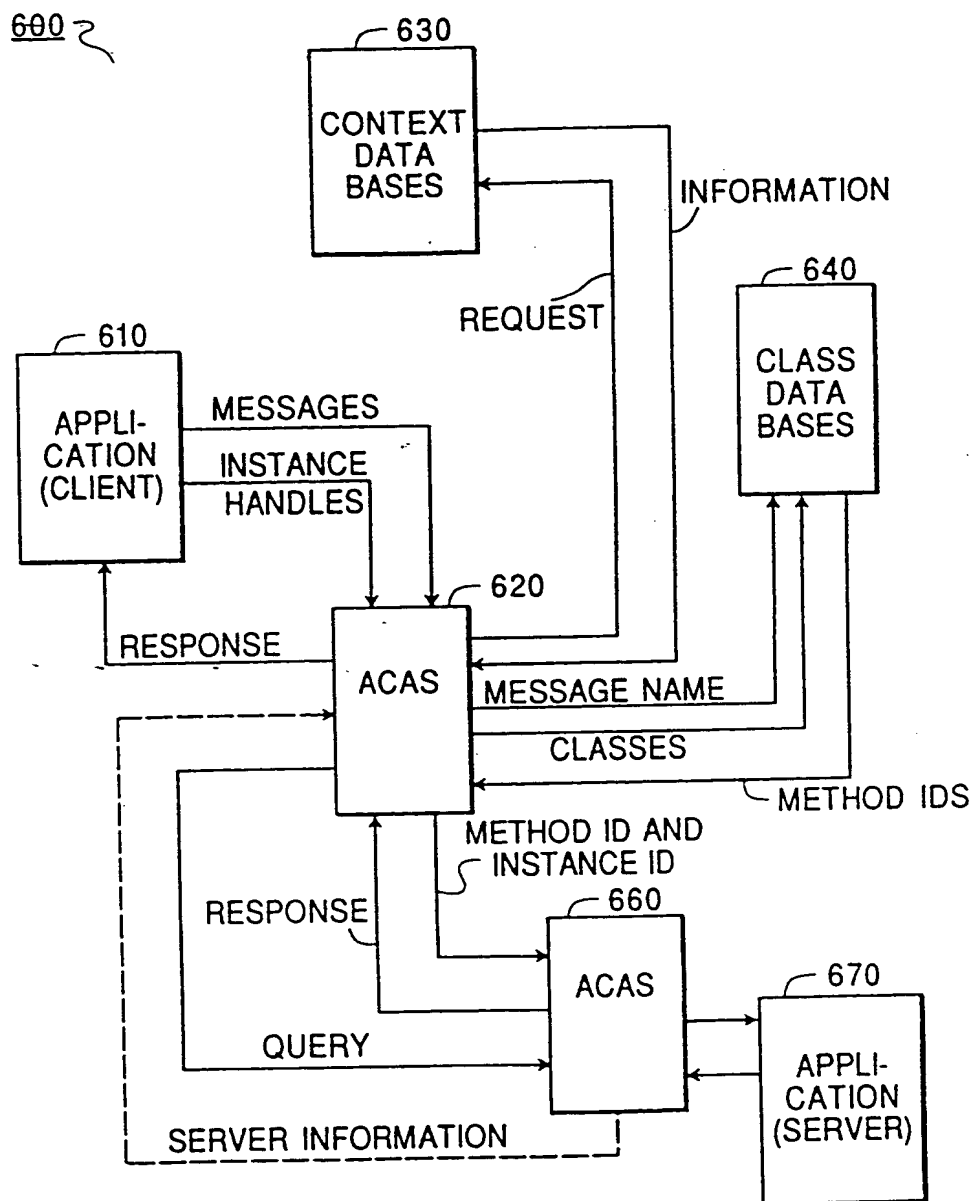 600
630
CONTEXT
DATA
BASES
INFORMATION
REQUEST
640
CLASS
DATA
BASES
610
APPLI-
CATION
(CLIENT)
MESSAGES
INSTANCE
HANDLES
620
RESPONSE
ACAS
MESSAGE NAME
CLASSES
METHOD IDS
METHOD ID AND
INSTANCE ID
RESPONSE
660
ACAS
QUERY
670
APPLI-
CATION
(SERVER)
SERVER INFORMATION